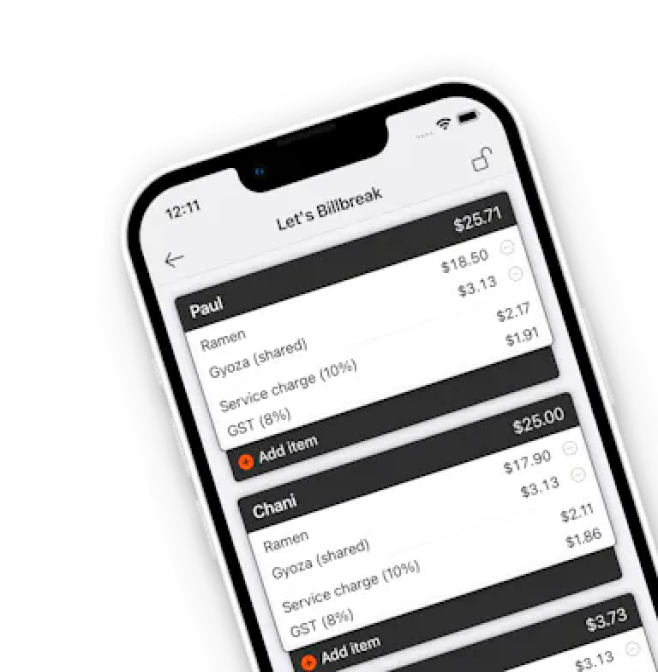 12:11
Let's Billbreak
Paul $25.71
Ramen $18.50
Gyoza (shared) $3.13
Service charge (10%) $2.17
GST (8%) $1.91
Add item
Chani $25.00
Ramen $17.90
Gyoza (shared) $3.13
Service charge (10%) $2.11
GST (8%) $1.86
Add item
$3.73
$3.13